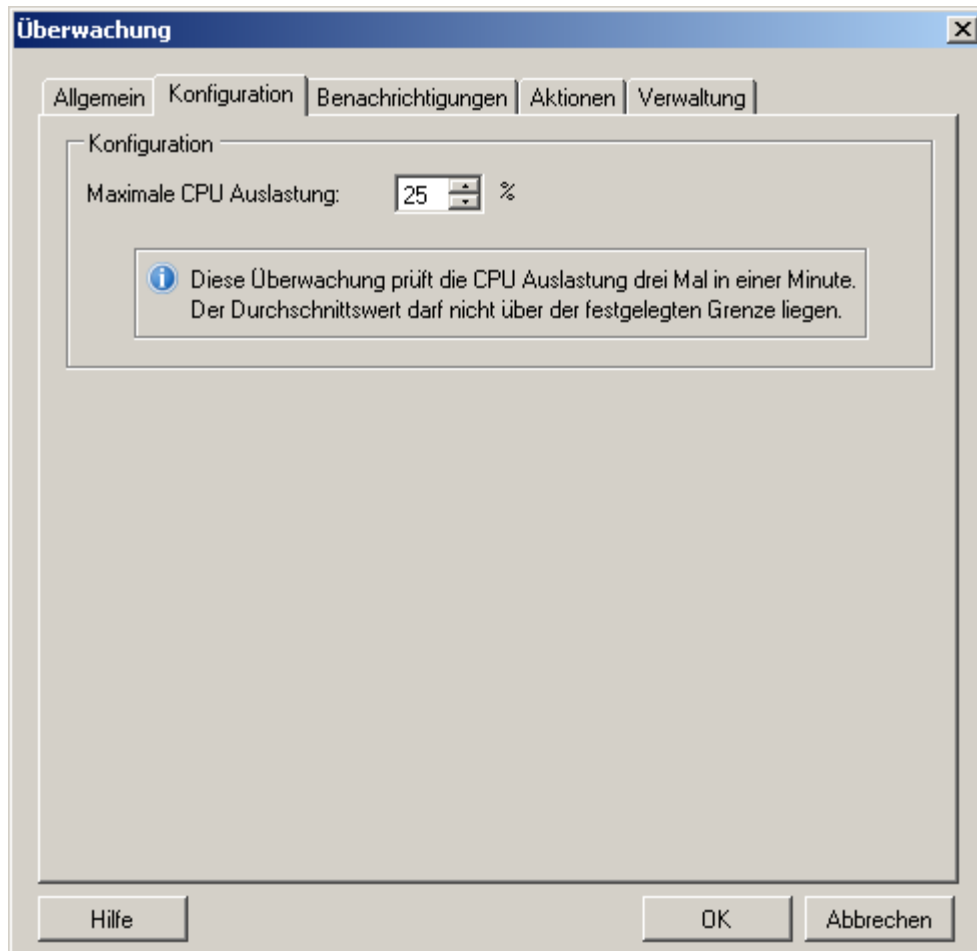 Überwachung
Allgemein Konfiguration Benachrichtigungen Aktionen Verwaltung
Konfiguration
Maximale CPU Auslastung: 25 %
Diese Überwachung prüft die CPU Auslastung drei Mal in einer Minute.
Der Durchschnittswert darf nicht über der festgelegten Grenze liegen.
Hilfe OK Abbrechen